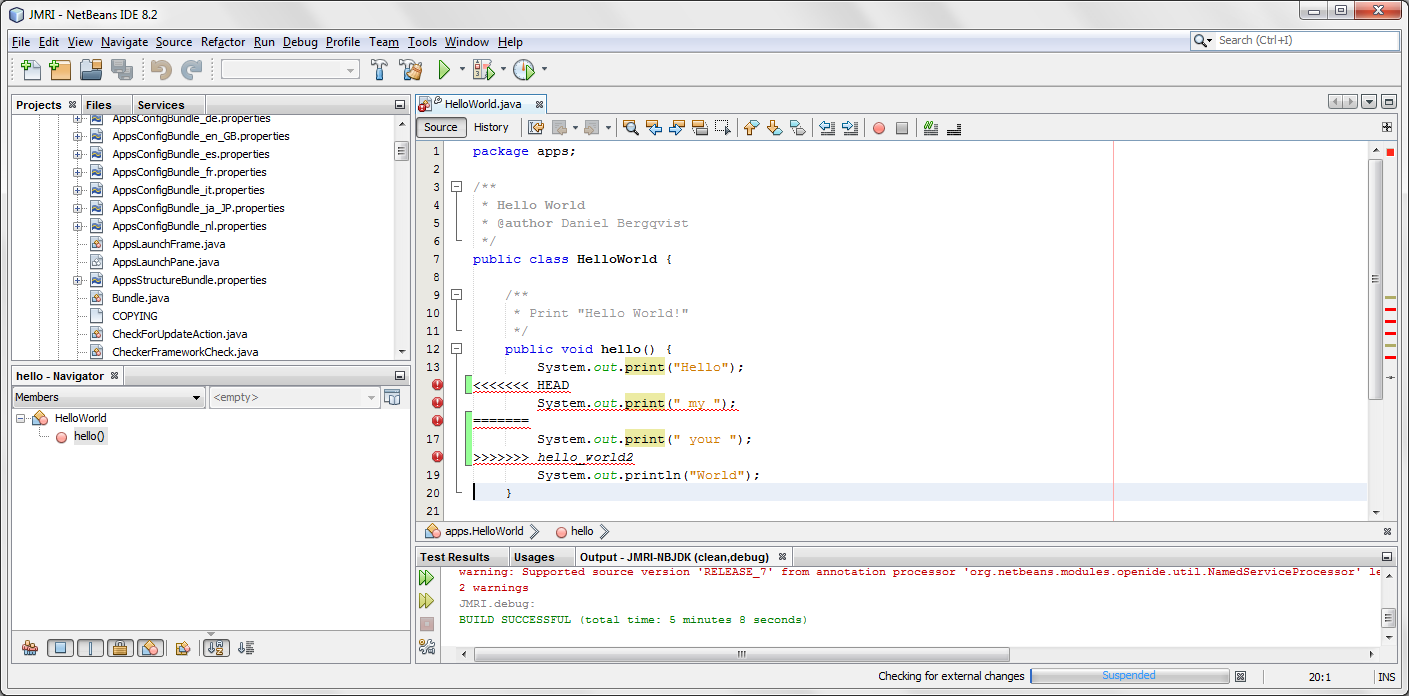 JMRI - NetBeans IDE 8.2
File Edit View Navigate Source Refactor Run Debug Profile Team Tools Window Help
Search (Ctrl+I)
Projects Files Services
AppsConfigBundle_de.properties
AppsConfigBundle_en_GB.properties
AppsConfigBundle_es.properties
AppsConfigBundle_fr.properties
AppsConfigBundle_it.properties
AppsConfigBundle_ja_JP.properties
AppsConfigBundle_nl.properties
AppsLaunchFrame.java
AppsLaunchPane.java
AppsStructureBundle.properties
Bundle.java
COPYING
CheckForUpdateAction.java
CheckerFrameworkCheck.java
hello - Navigator
Members <empty>
HelloWorld
hello()
HelloWorld.java
Source History
1 package apps;
2
3 /**
4 * Hello World
5 * @author Daniel Bergqvist
6 */
7 public class HelloWorld {
8
9 /**
10 * Print "Hello World!"
11 */
12 public void hello() {
13 System.out.print("Hello");
<<<<<<< HEAD
System.out.print(" my ");
=======
17 System.out.print(" your ");
>>>>>>> hello_world2
19 System.out.println("World");
20 }
21
apps.HelloWorld hello
Test Results Usages Output - JMRI-NBJDK (clean,debug)
warning: Supported source version 'RELEASE_7' from annotation processor 'org.netbeans.modules.openide.util.NamedServiceProcessor' le
2 warnings
JMRI.debug:
BUILD SUCCESSFUL (total time: 5 minutes 8 seconds)
Checking for external changes Suspended 20:1 INS